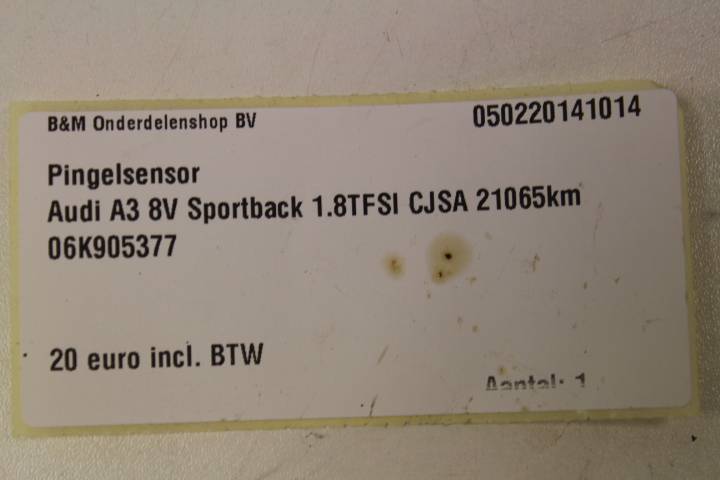 B&M Onderdelenshop BV 050220141014
Pingelsensor
Audi A3 8V Sportback 1.8TFSI CJSA 21065km
06K905377
20 euro incl. BTW
Aantal: 1